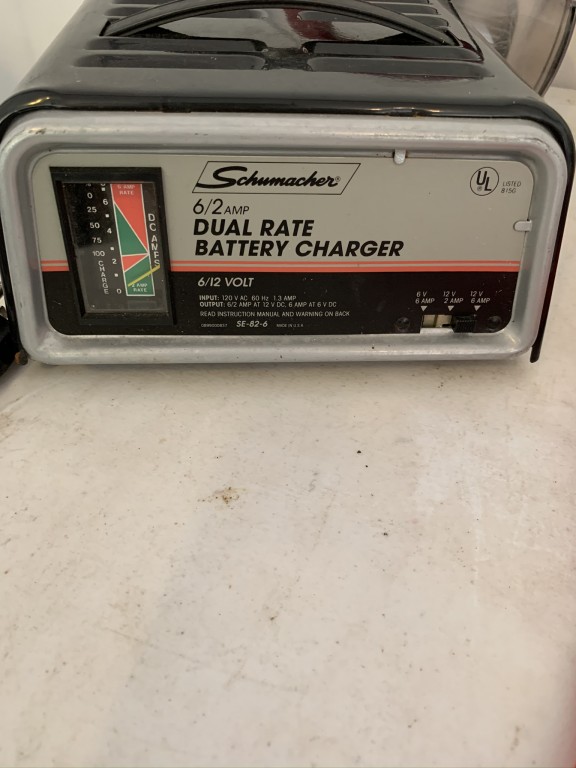 Schumacher®
6/2 AMP
DUAL RATE
BATTERY CHARGER
6/12 VOLT
INPUT: 120 V AC 60 Hz 1.3 AMP
OUTPUT: 6/2 AMP AT 12 V DC, 6 AMP AT 6 V DC
READ INSTRUCTION MANUAL AND WARNING ON BACK
SE-82-6 MADE IN U.S.A.
UL LISTED
815G
6 V 12 V 12 V
6 AMP 2 AMP 6 AMP
6 AMP
RATE
0 6
25
50 4
75
100 2
CHARGE 0
DC AMPS
2 AMP
RATE